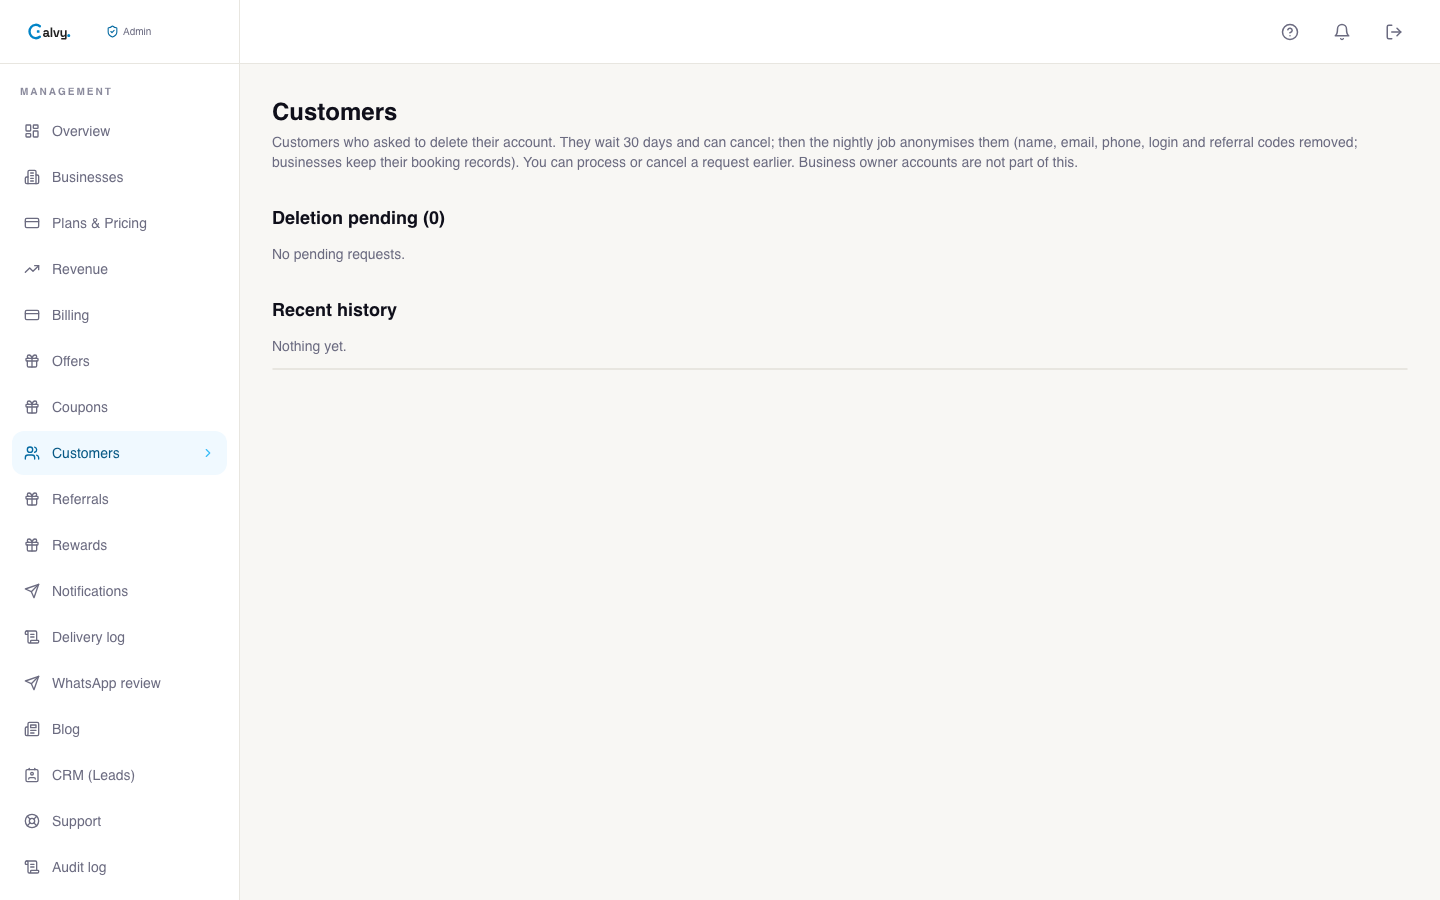 Calvy.
Admin
MANAGEMENT
Overview
Businesses
Plans & Pricing
Revenue
Billing
Offers
Coupons
Customers
Referrals
Rewards
Notifications
Delivery log
WhatsApp review
Blog
CRM (Leads)
Support
Audit log
Customers
Customers who asked to delete their account. They wait 30 days and can cancel; then the nightly job anonymises them (name, email, phone, login and referral codes removed;
businesses keep their booking records). You can process or cancel a request earlier. Business owner accounts are not part of this.
Deletion pending (0)
No pending requests.
Recent history
Nothing yet.